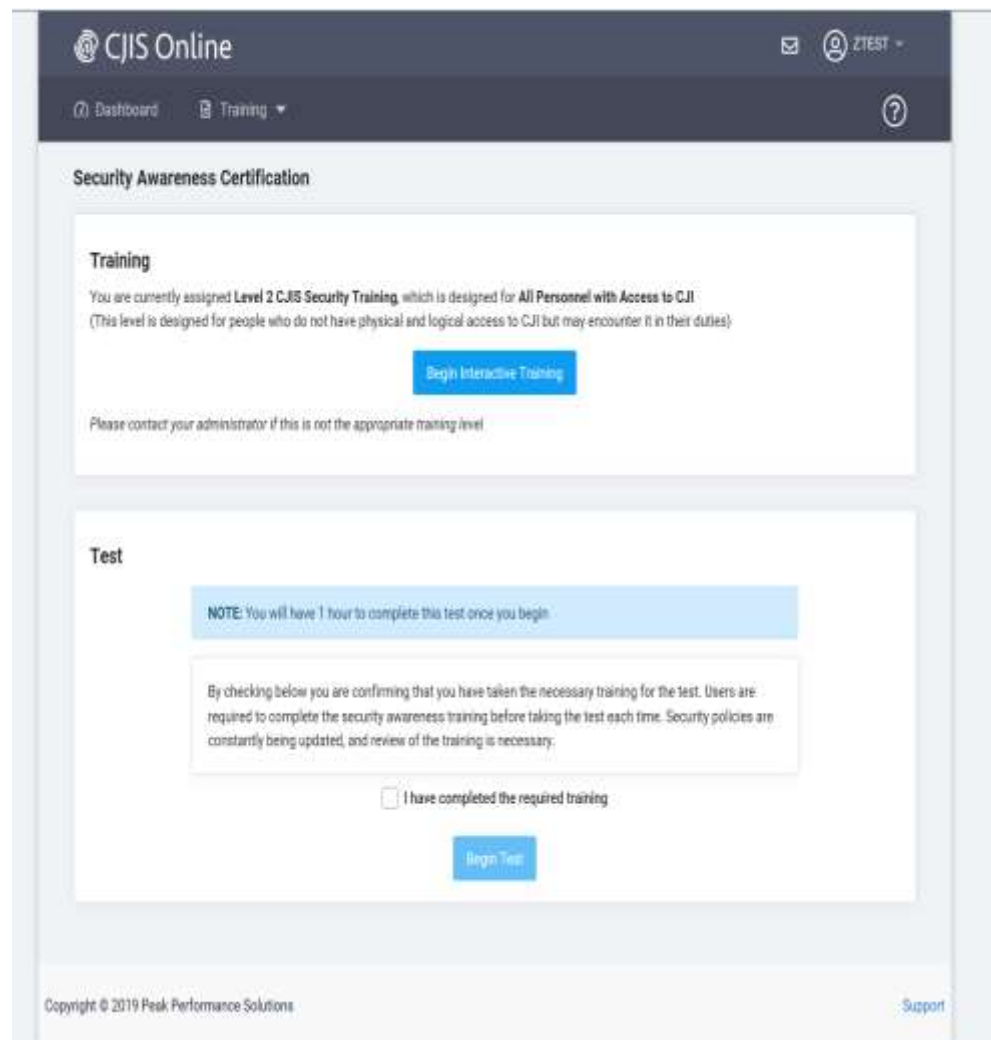 CJIS Online
ZTEST
Dashboard Training
Security Awareness Certification
Training
You are currently assigned Level 2 CJIS Security Training, which is designed for All Personnel with Access to CJI
(This level is designed for people who do not have physical and logical access to CJI but may encounter it in their duties)
Begin Interactive Training
Please contact your administrator if this is not the appropriate training level
Test
NOTE: You will have 1 hour to complete this test once you begin
By checking below you are confirming that you have taken the necessary training for the test. Users are
required to complete the security awareness training before taking the test each time. Security policies are
constantly being updated, and review of the training is necessary.
I have completed the required training
Begin Test
Copyright © 2019 Peak Performance Solutions Support